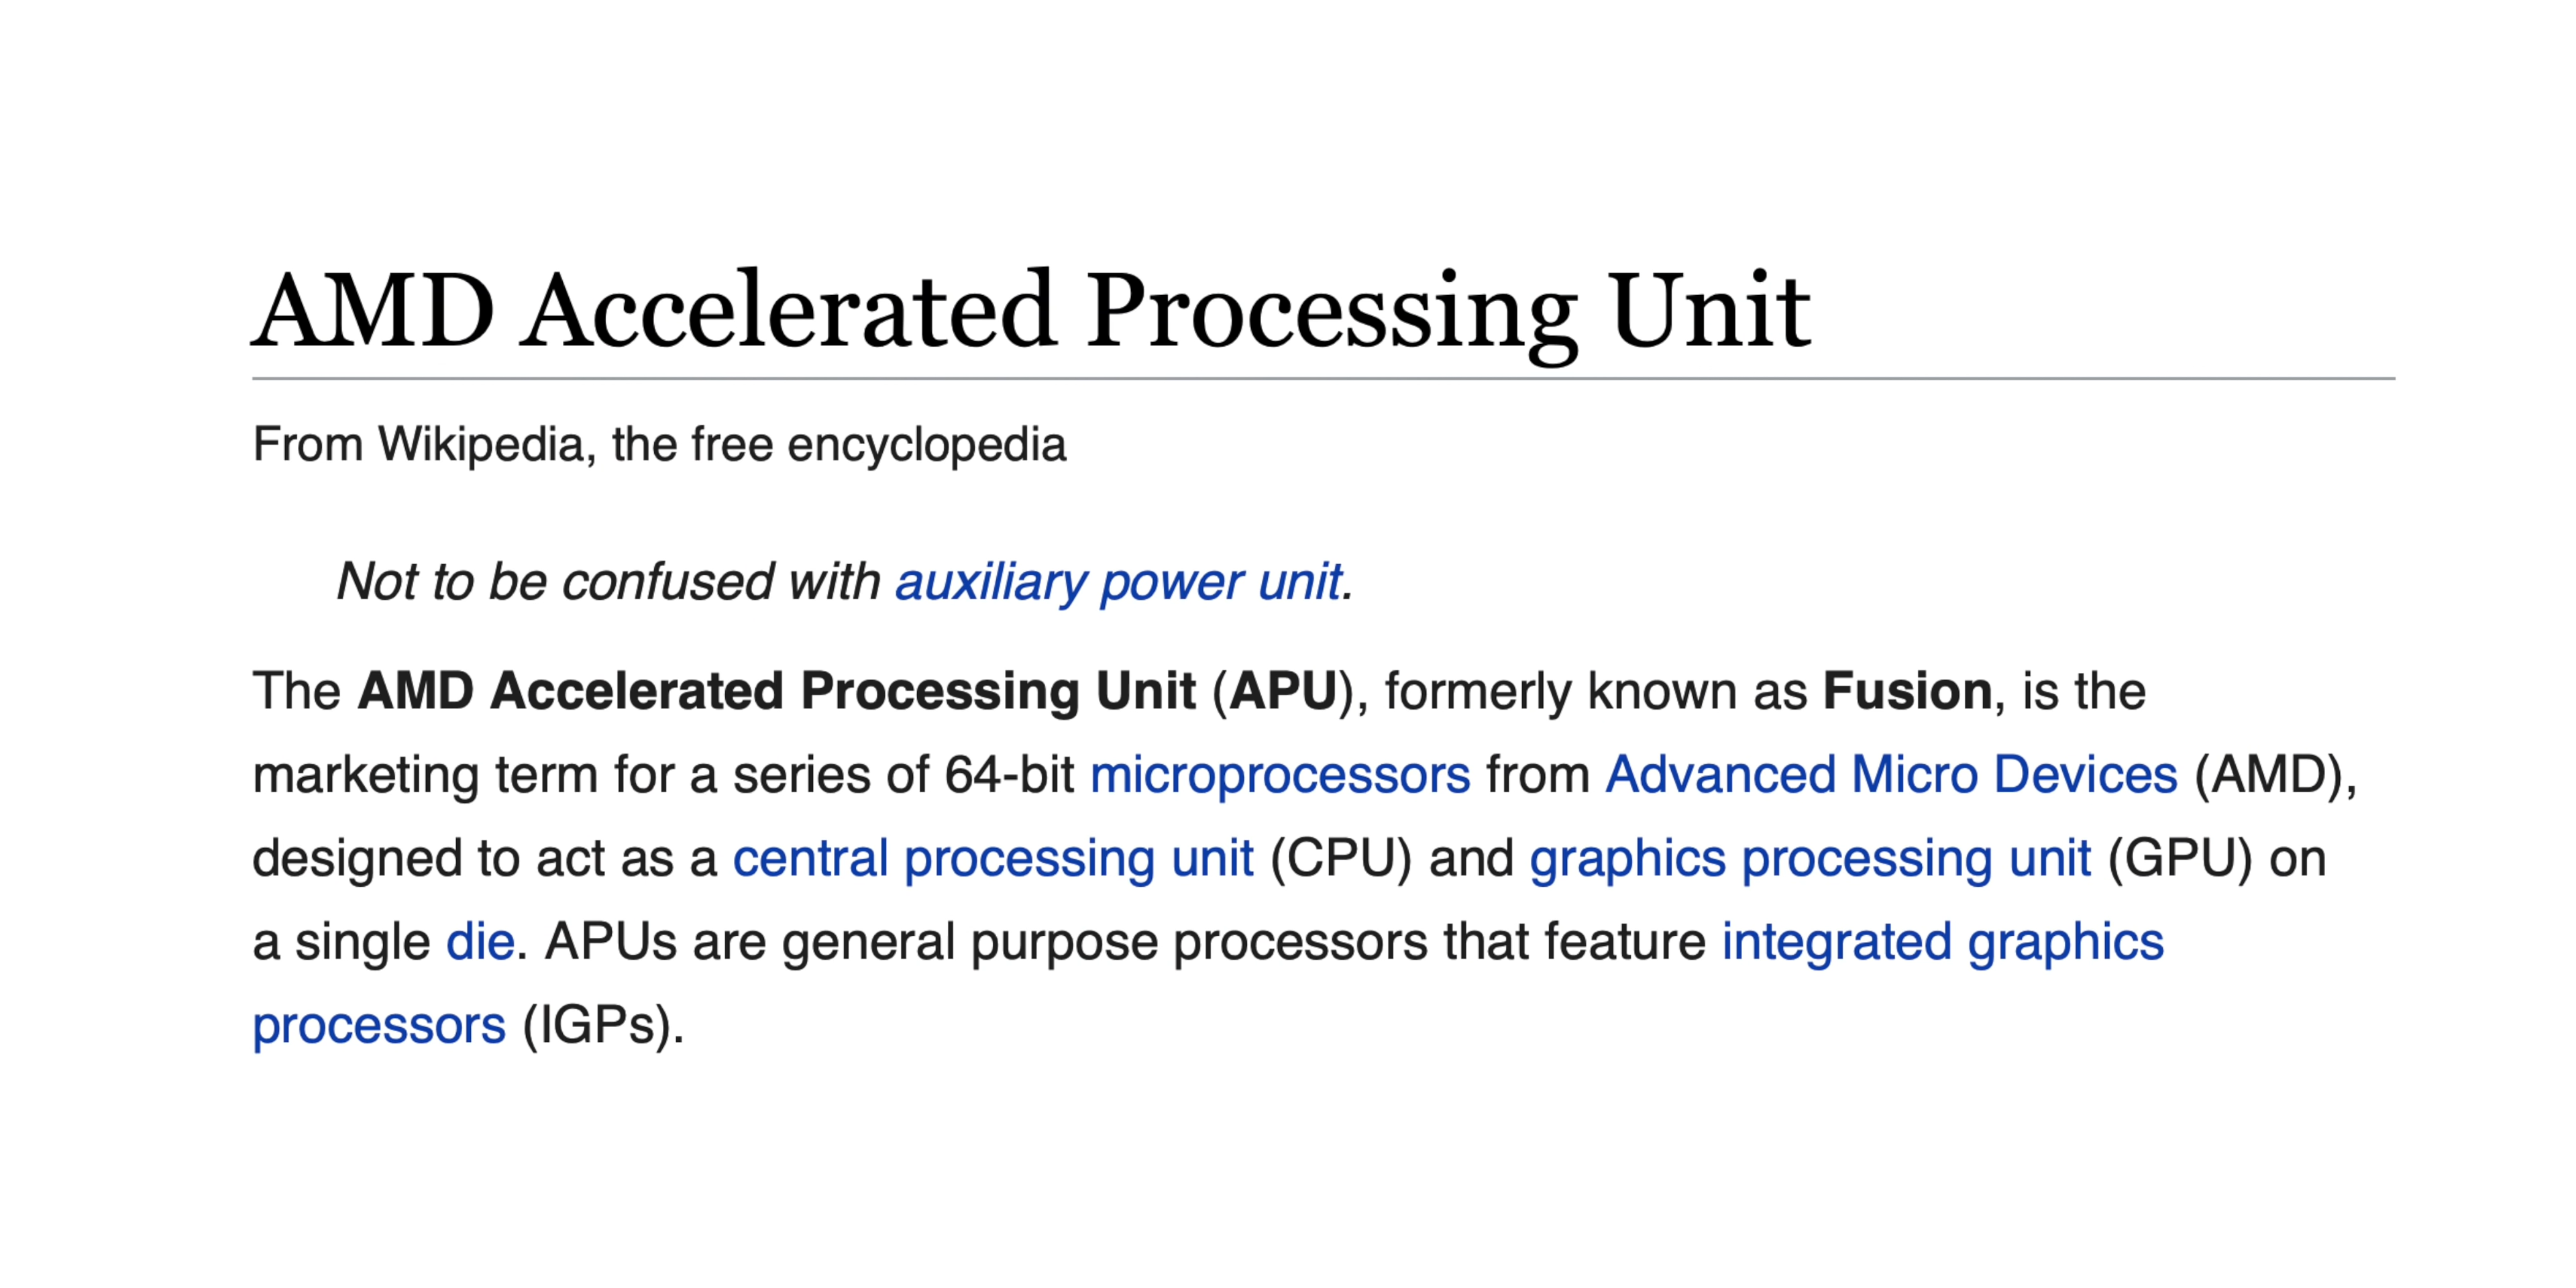 AMD Accelerated Processing Unit
From Wikipedia, the free encyclopedia
Not to be confused with auxiliary power unit.
The AMD Accelerated Processing Unit (APU), formerly known as Fusion, is the
marketing term for a series of 64-bit microprocessors from Advanced Micro Devices (AMD),
designed to act as a central processing unit (CPU) and graphics processing unit (GPU) on
a single die. APUs are general purpose processors that feature integrated graphics
processors (IGPs).